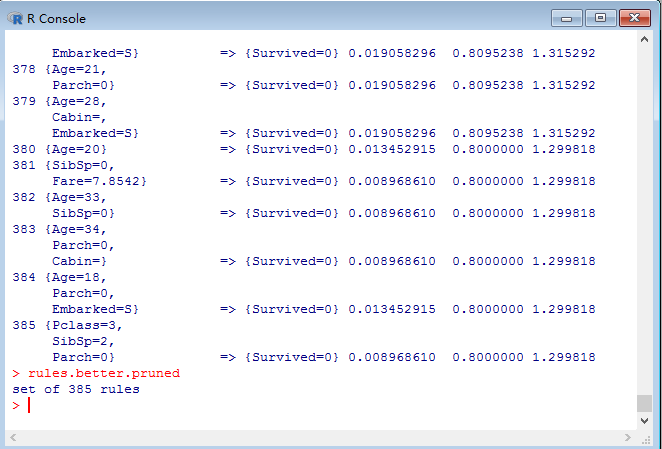 R Console
     Embarked=S}           => {Survived=0} 0.019058296  0.8095238 1.315292
378 {Age=21,
     Parch=0}              => {Survived=0} 0.019058296  0.8095238 1.315292
379 {Age=28,
     Cabin=,
     Embarked=S}           => {Survived=0} 0.019058296  0.8095238 1.315292
380 {Age=20}               => {Survived=0} 0.013452915  0.8000000 1.299818
381 {SibSp=0,
     Fare=7.8542}          => {Survived=0} 0.008968610  0.8000000 1.299818
382 {Age=33,
     SibSp=0}              => {Survived=0} 0.008968610  0.8000000 1.299818
383 {Age=34,
     Parch=0,
     Cabin=}               => {Survived=0} 0.008968610  0.8000000 1.299818
384 {Age=18,
     Parch=0,
     Embarked=S}           => {Survived=0} 0.013452915  0.8000000 1.299818
385 {Pclass=3,
     SibSp=2,
     Parch=0}              => {Survived=0} 0.008968610  0.8000000 1.299818
> rules.better.pruned
set of 385 rules
>